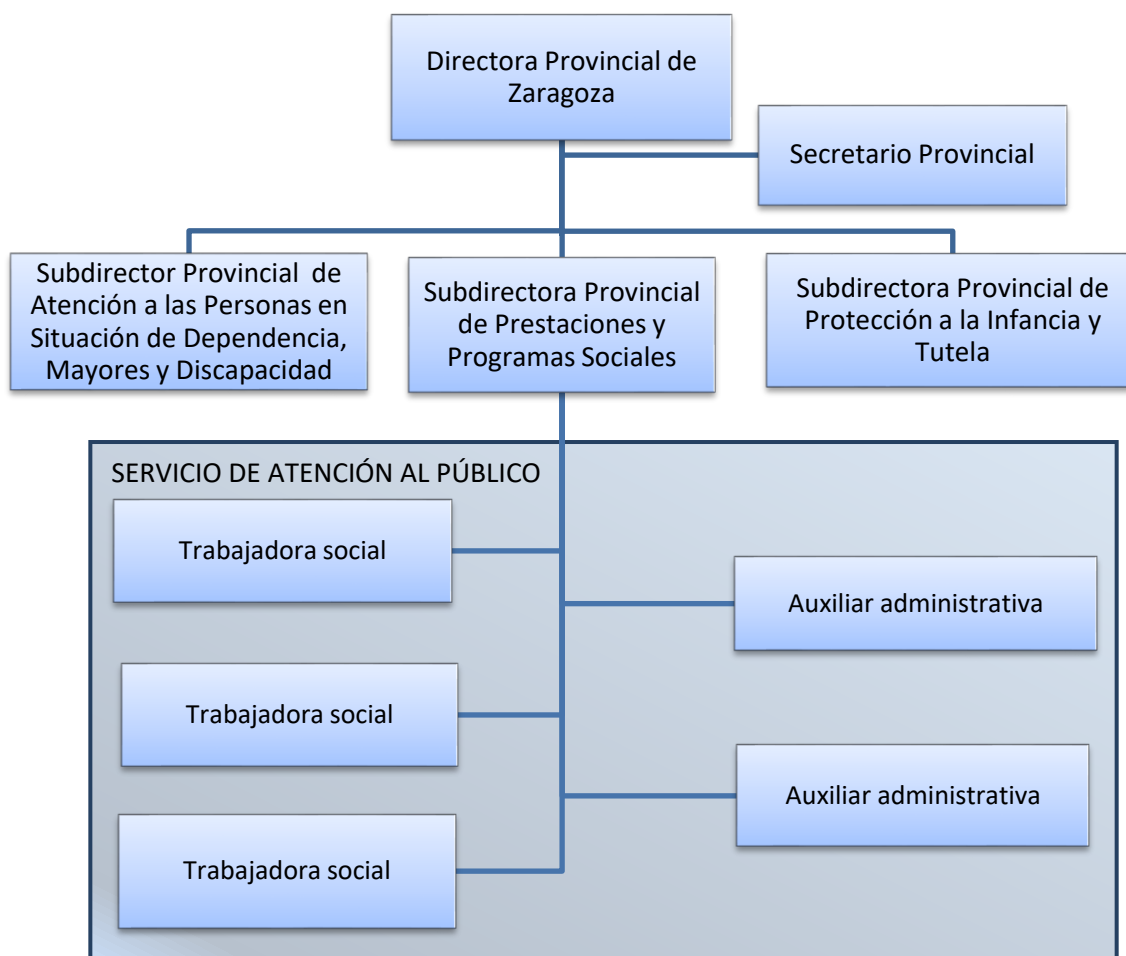 Directora Provincial de
Zaragoza
Secretario Provincial
Subdirector Provincial  de
Atención a las Personas en
Situación de Dependencia,
Mayores y Discapacidad
Subdirectora Provincial
de Prestaciones y
Programas Sociales
Subdirectora Provincial de
Protección a la Infancia y
Tutela
SERVICIO DE ATENCIÓN AL PÚBLICO
Trabajadora social
Auxiliar administrativa
Trabajadora social
Auxiliar administrativa
Trabajadora social